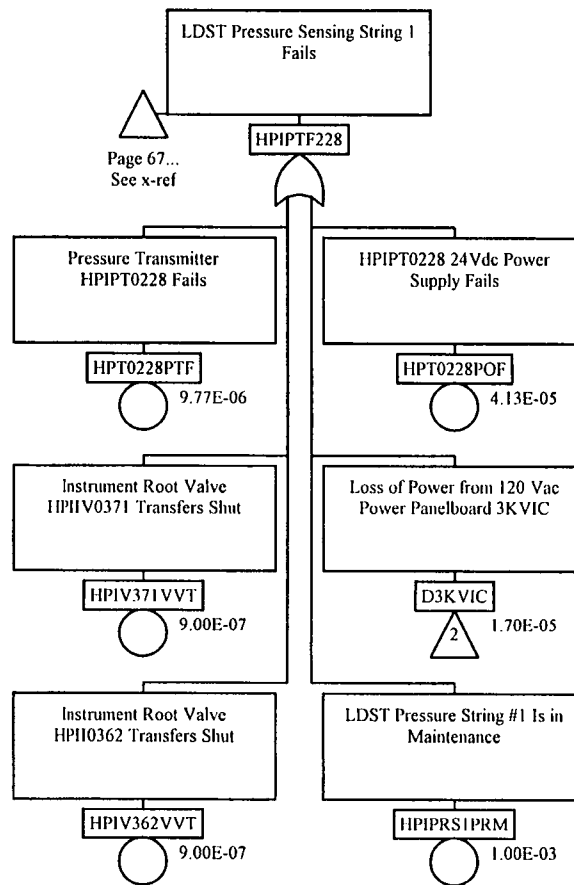 LDST Pressure Sensing String 1
Fails
HPIPTF228
Page 67...
See x-ref
Pressure Transmitter
HPIPT0228 Fails
HPT0228PTF
9.77E-06
HPIPT0228 24Vdc Power
Supply Fails
HPT0228POF
4.13E-05
Instrument Root Valve
HPIIV0371 Transfers Shut
HPIV371VVT
9.00E-07
Loss of Power from 120 Vac
Power Panelboard 3KVIC
D3KVIC
2
1.70E-05
Instrument Root Valve
HPII0362 Transfers Shut
HPIV362VVT
9.00E-07
LDST Pressure String #1 Is in
Maintenance
HPIPRS1PRM
1.00E-03